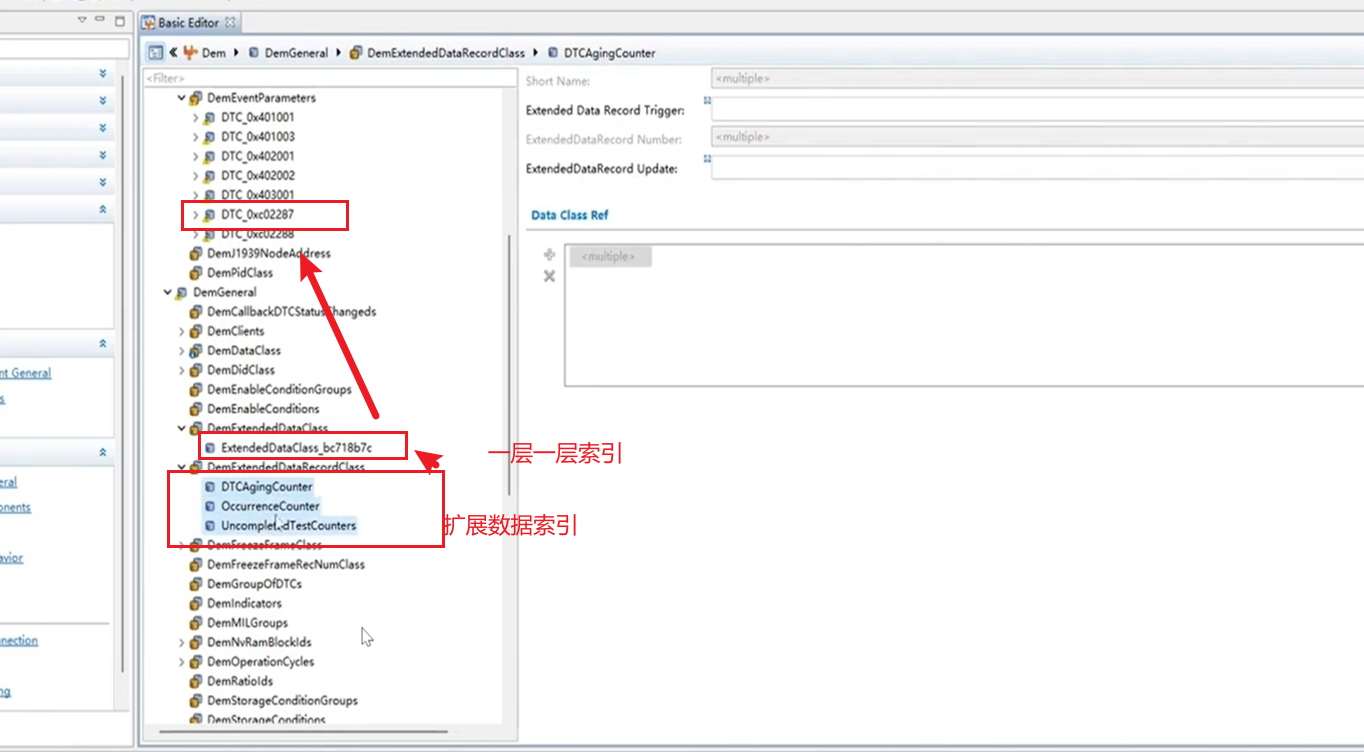 Basic Editor
Dem
DemGeneral
DemExtendedDataRecordClass
DTCAgingCounter
<Filter>
DemEventParameters
DTC_0x401001
DTC_0x401003
DTC_0x402001
DTC_0x402002
DTC_0x403001
DTC_0xc02287
DTC_0xc02288
DemJ1939NodeAddress
DemPidClass
DemGeneral
DemCallbackDTCStatusChangeds
DemClients
DemDataClass
DemDidClass
DemEnableConditionGroups
DemEnableConditions
DemExtendedDataClass
ExtendedDataClass_bc718b7c
DemExtendedDataRecordClass
DTCAgingCounter
OccurrenceCounter
UncompletedTestCounters
DemFreezeFrameClass
DemFreezeFrameRecNumClass
DemGroupOfDTCs
DemIndicators
DemMILGroups
DemNvRamBlockIds
DemOperationCycles
DemRatioIds
DemStorageConditionGroups
DemStorageConditions
Short Name:
<multiple>
Extended Data Record Trigger:
ExtendedDataRecord Number:
<multiple>
ExtendedDataRecord Update:
Data Class Ref
<multiple>
一层一层索引
扩展数据索引
nt General
s
eral
onents
avior
nection
ng